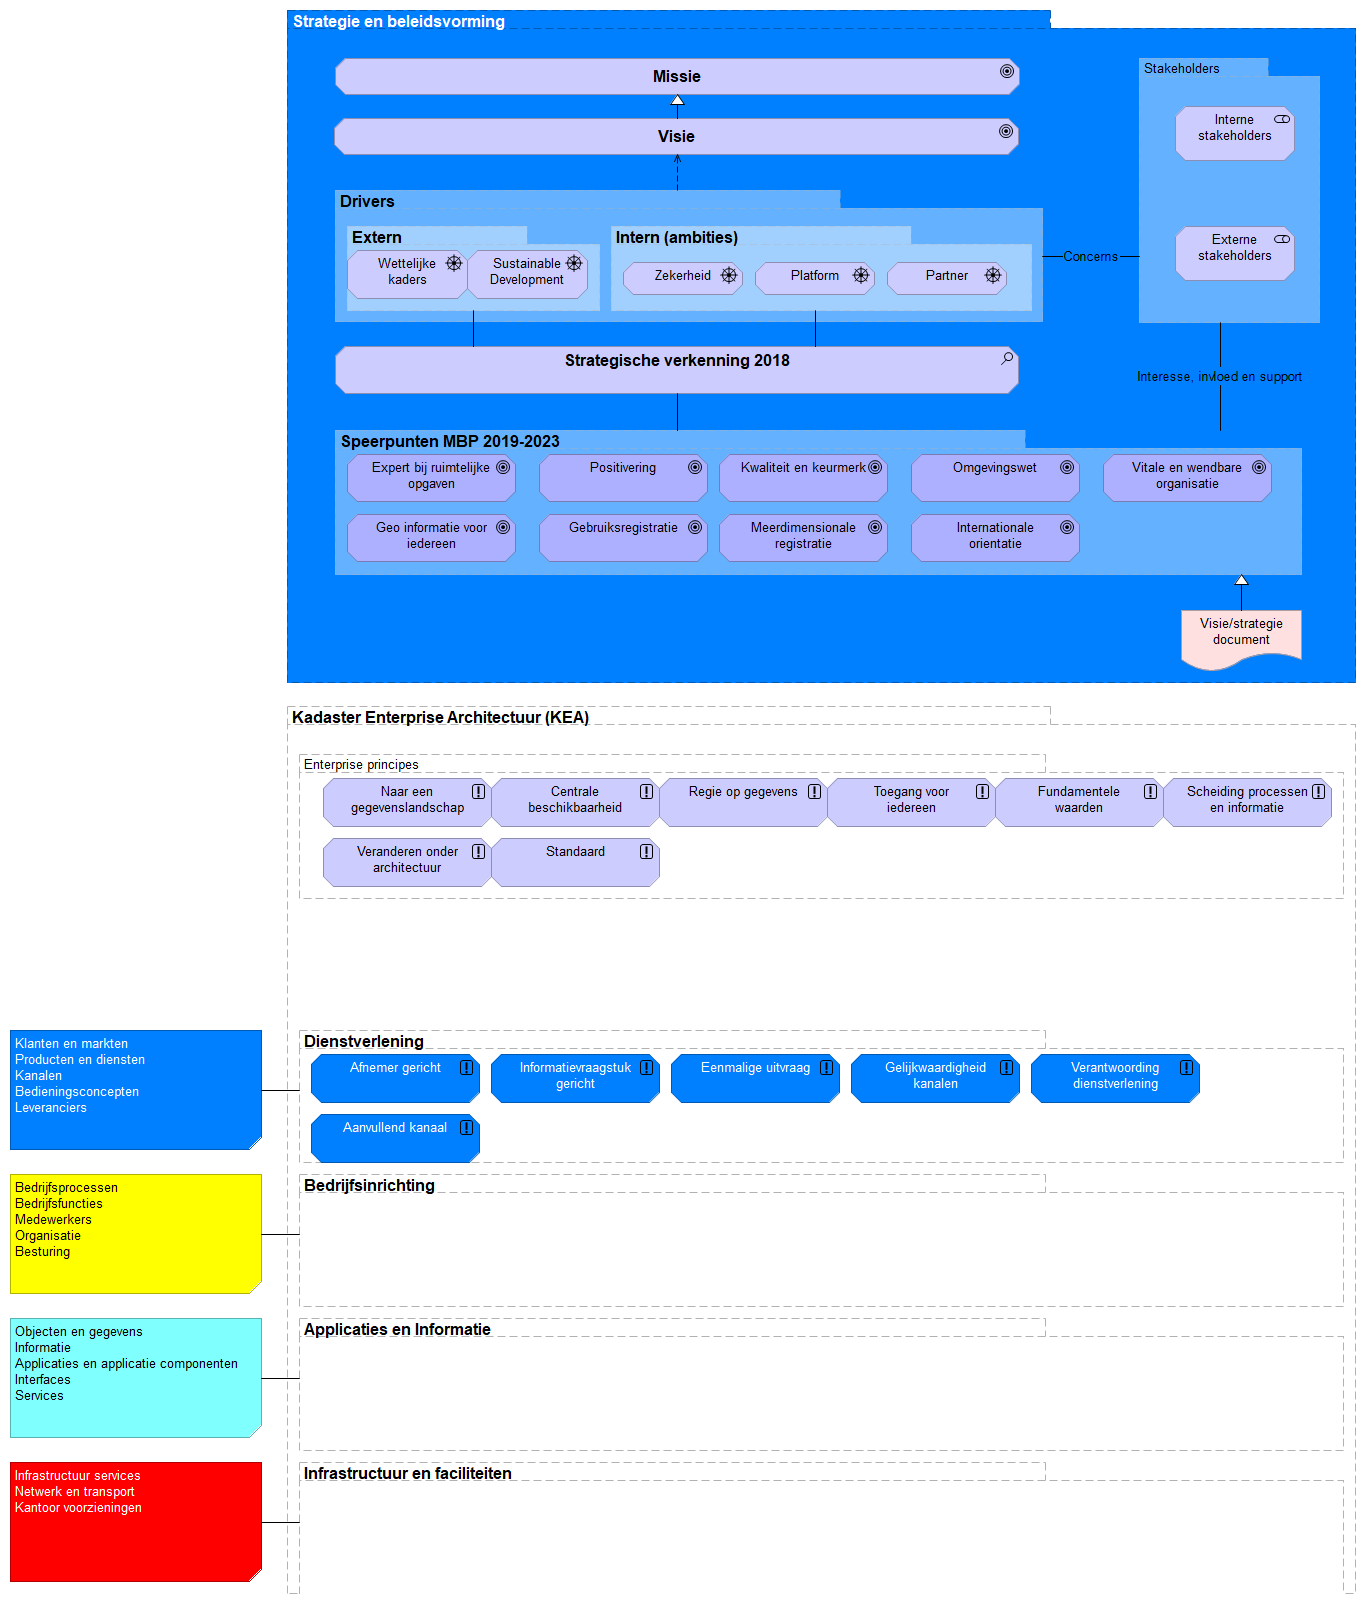 Strategie en beleidsvorming
Missie
Visie
Stakeholders
Interne
stakeholders
Externe
stakeholders
Drivers
Extern
Wettelijke
kaders
Sustainable
Development
Intern (ambities)
Zekerheid
Platform
Partner
Concerns
Strategische verkenning 2018
Interesse, invloed en support
Speerpunten MBP 2019-2023
Expert bij ruimtelijke
opgaven
Positivering
Kwaliteit en keurmerk
Omgevingswet
Vitale en wendbare
organisatie
Geo informatie voor
iedereen
Gebruiksregistratie
Meerdimensionale
registratie
Internationale
orientatie
Visie/strategie
document
Kadaster Enterprise Architectuur (KEA)
Enterprise principes
Naar een
gegevenslandschap
Centrale
beschikbaarheid
Regie op gegevens
Toegang voor
iedereen
Fundamentele
waarden
Scheiding processen
en informatie
Veranderen onder
architectuur
Standaard
Klanten en markten
Producten en diensten
Kanalen
Bedieningsconcepten
Leveranciers
Dienstverlening
Afnemer gericht
Informatievraagstuk
gericht
Eenmalige uitvraag
Gelijkwaardigheid
kanalen
Verantwoording
dienstverlening
Aanvullend kanaal
Bedrijfsprocessen
Bedrijfsfuncties
Medewerkers
Organisatie
Besturing
Bedrijfsinrichting
Objecten en gegevens
Informatie
Applicaties en applicatie componenten
Interfaces
Services
Applicaties en Informatie
Infrastructuur services
Netwerk en transport
Kantoor voorzieningen
Infrastructuur en faciliteiten